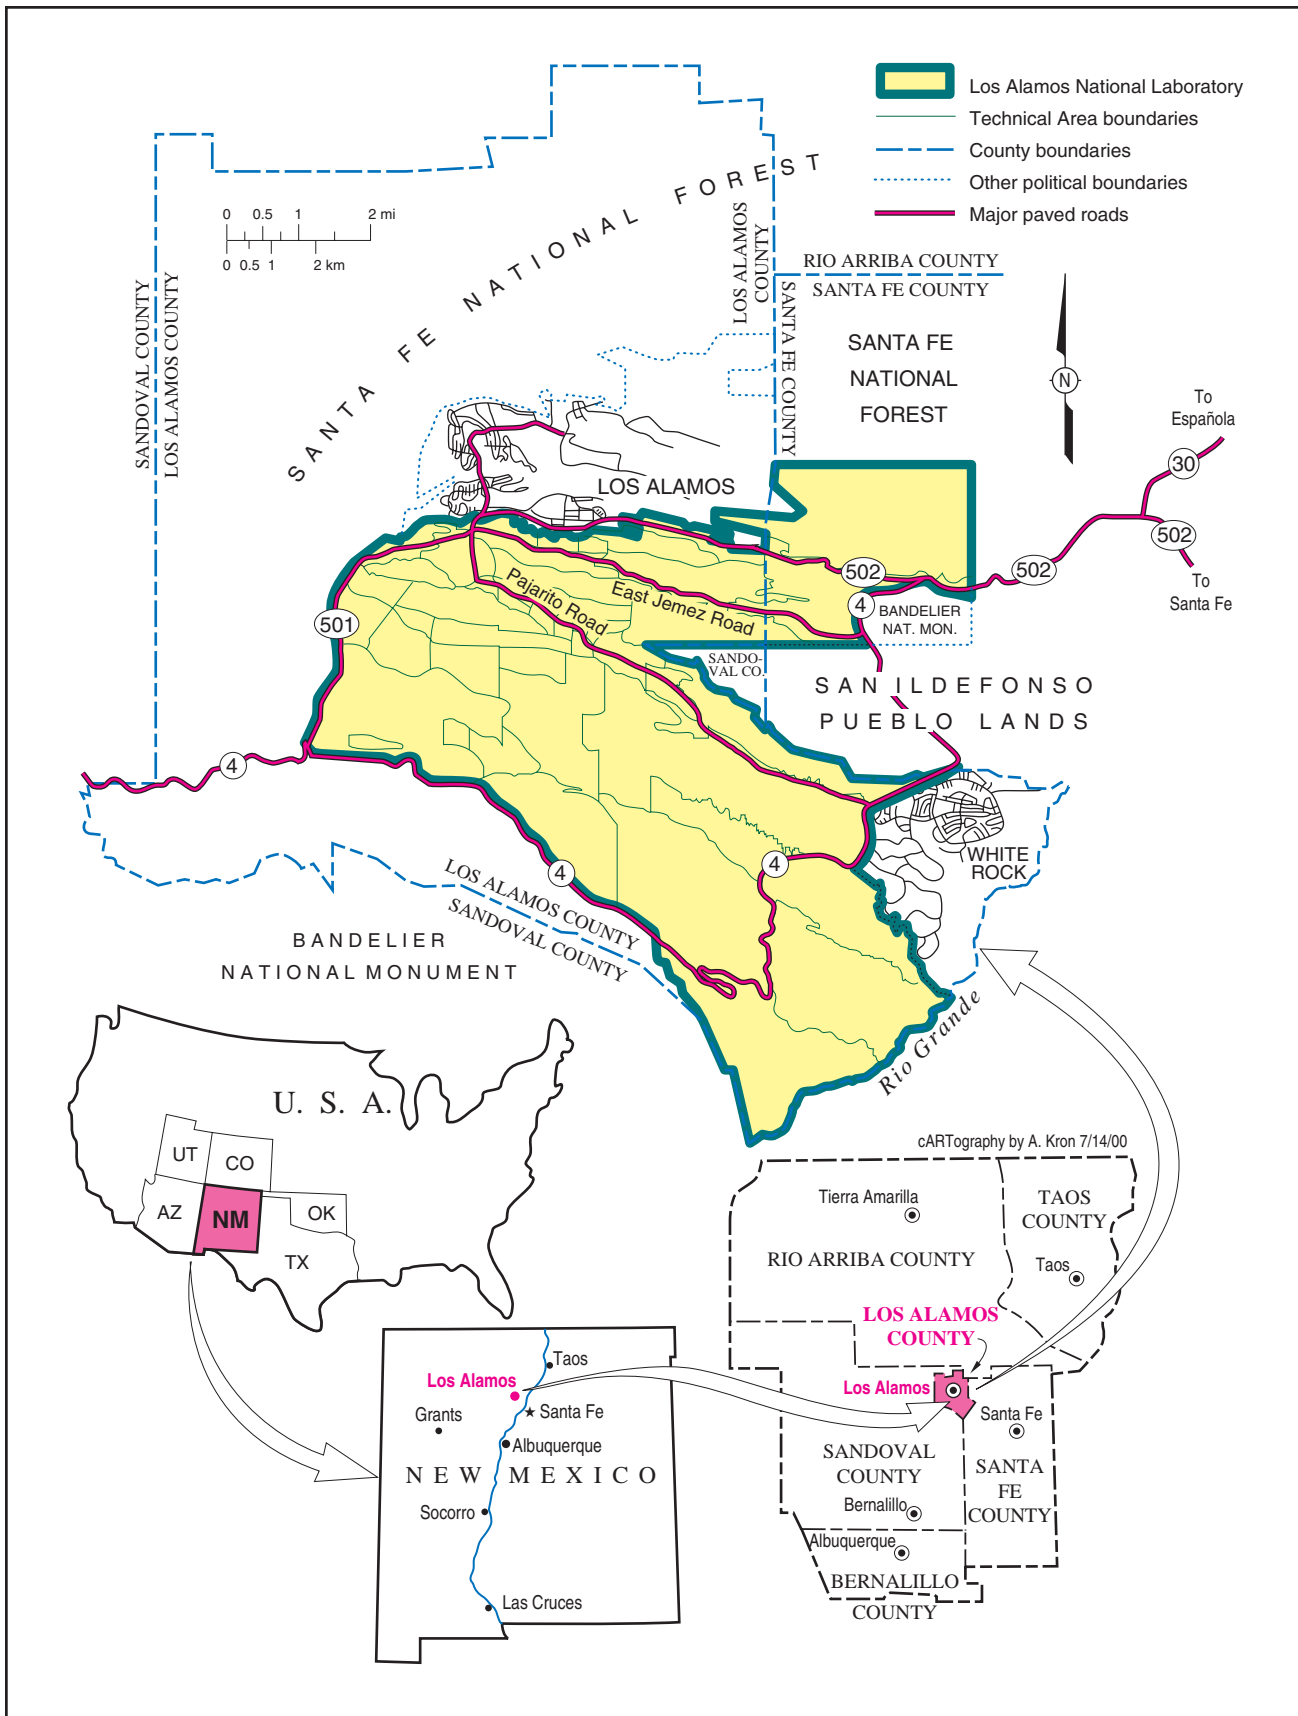 Los Alamos National Laboratory
Technical Area boundaries
County boundaries
Other political boundaries
Major paved roads
0 0.5 1 2 mi
0 0.5 1 2 km
SANTA FE NATIONAL FOREST
SANDOVAL COUNTY
LOS ALAMOS COUNTY
LOS ALAMOS
COUNTY
SANTA FE COUNTY
RIO ARRIBA COUNTY
SANTA FE COUNTY
SANTA FE
NATIONAL
FOREST
N
To
Española
30
502
To
Santa Fe
LOS ALAMOS
502
502
4
BANDELIER
NAT. MON.
501
Pajarito Road
East Jemez Road
SANDO-
VAL CO.
SAN ILDEFONSO
PUEBLO LANDS
4
WHITE
ROCK
4
4
LOS ALAMOS COUNTY
SANDOVAL COUNTY
BANDELIER
NATIONAL MONUMENT
Rio Grande
U. S. A.
UT
CO
AZ
NM
OK
TX
cARTography by A. Kron 7/14/00
Tierra Amarilla
TAOS
COUNTY
RIO ARRIBA COUNTY
Taos
LOS ALAMOS
COUNTY
Los Alamos
Santa Fe
SANDOVAL
COUNTY
SANTA
FE
COUNTY
Bernalillo
Albuquerque
BERNALILLO
COUNTY
Taos
Los Alamos
Santa Fe
Grants
Albuquerque
NEW MEXICO
Socorro
Las Cruces